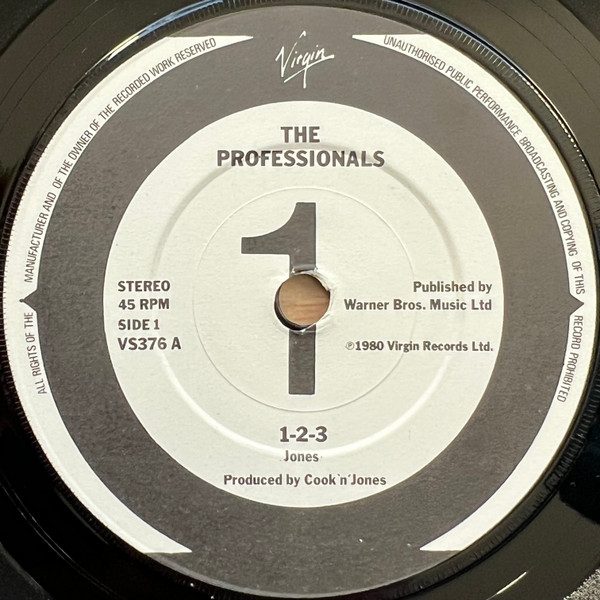 Virgin
THE
PROFESSIONALS
1
STEREO
45 RPM
SIDE 1
VS376 A
Published by
Warner Bros. Music Ltd
℗1980 Virgin Records Ltd.
1-2-3
Jones
Produced by Cook'n'Jones
ALL RIGHTS OF THE MANUFACTURER AND OF THE OWNER OF THE RECORDED WORK RESERVED
UNAUTHORISED PUBLIC PERFORMANCE BROADCASTING AND COPYING OF THIS RECORD PROHIBITED